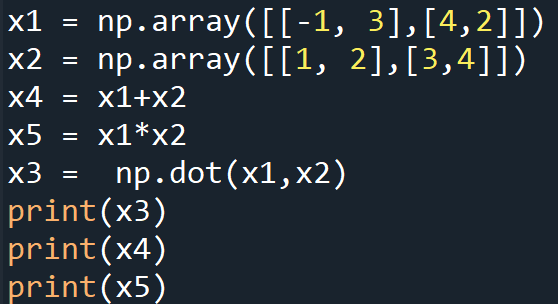 x1 = np.array([[-1, 3],[4,2]])
x2 = np.array([[1, 2],[3,4]])
x4 = x1+x2
x5 = x1*x2
x3 =  np.dot(x1,x2)
print(x3)
print(x4)
print(x5)